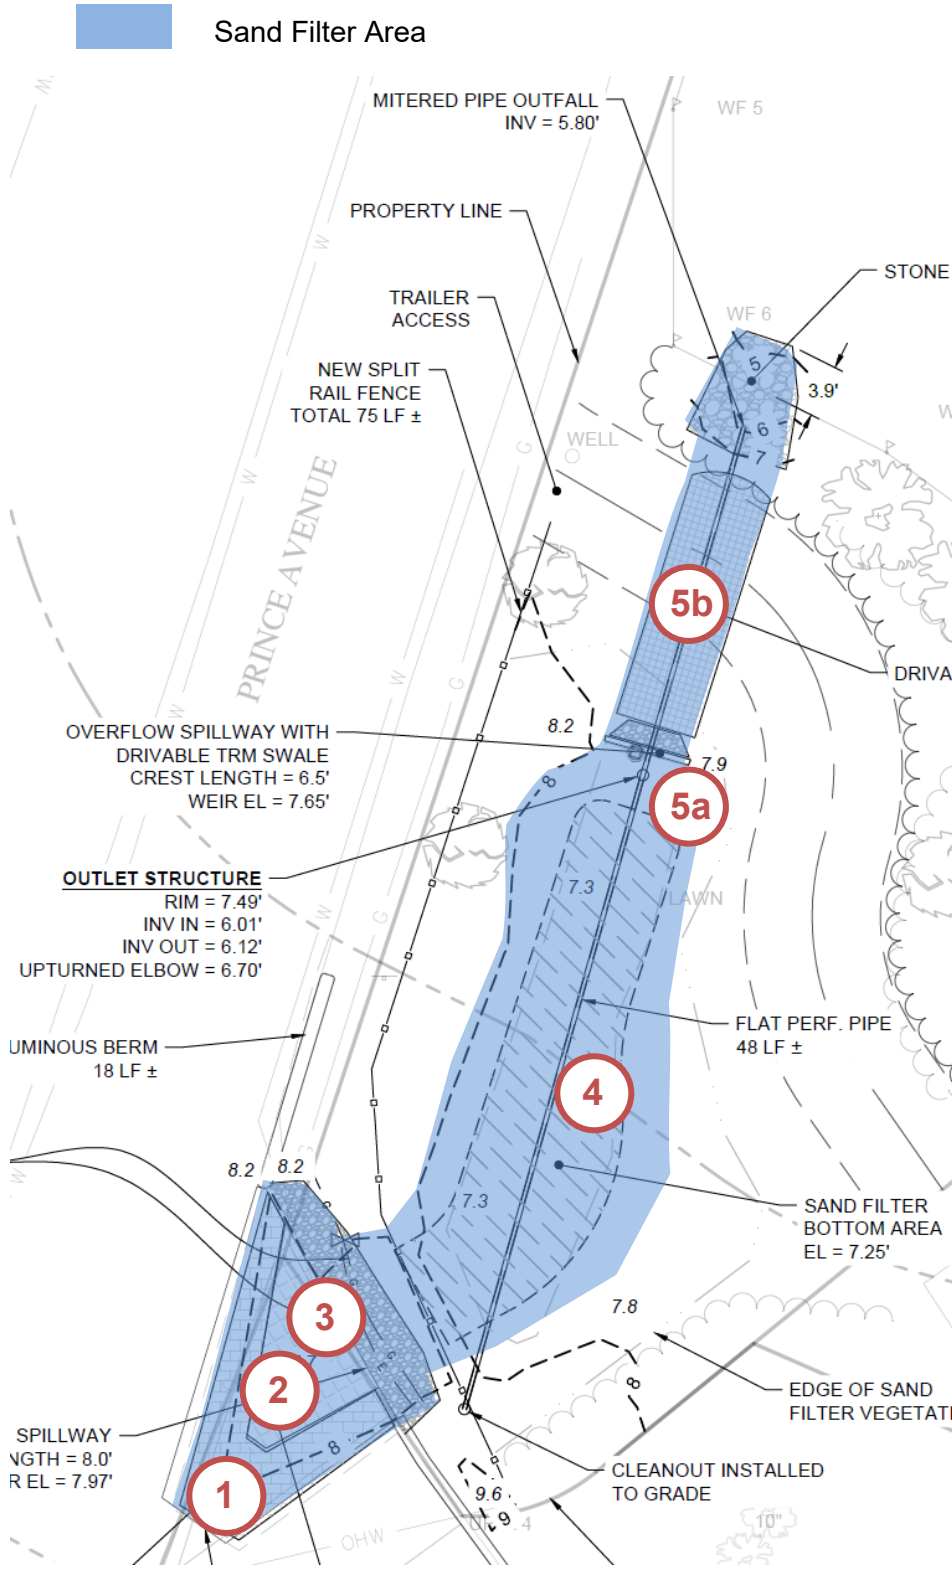 Sand Filter Area
MITERED PIPE OUTFALL
INV = 5.80'
WF 5
W
PROPERTY LINE
STONE
TRAILER
ACCESS
WF 6
W
5
3.9'
NEW SPLIT
RAIL FENCE
TOTAL 75 LF ±
W
6
WELL
G
7
W
PRINCE AVENUE
5b
W
G
DRIVA
W
8.2
OVERFLOW SPILLWAY WITH
DRIVABLE TRM SWALE
CREST LENGTH = 6.5'
WEIR EL = 7.65'
7.9
8
5a
OUTLET STRUCTURE
RIM = 7.49'
INV IN = 6.01'
INV OUT = 6.12'
UPTURNED ELBOW = 6.70'
7.3
LAWN
W
G
FLAT PERF. PIPE
48 LF ±
UMINOUS BERM
18 LF ±
4
8.2
8.2
W
7.3
SAND FILTER
BOTTOM AREA
EL = 7.25'
G
G
3
7.8
G
E
2
8
EDGE OF SAND
FILTER VEGETATI
SPILLWAY
NGTH = 8.0'
R EL = 7.97'
8
CLEANOUT INSTALLED
TO GRADE
1
9.6
9
4
10"
OHW